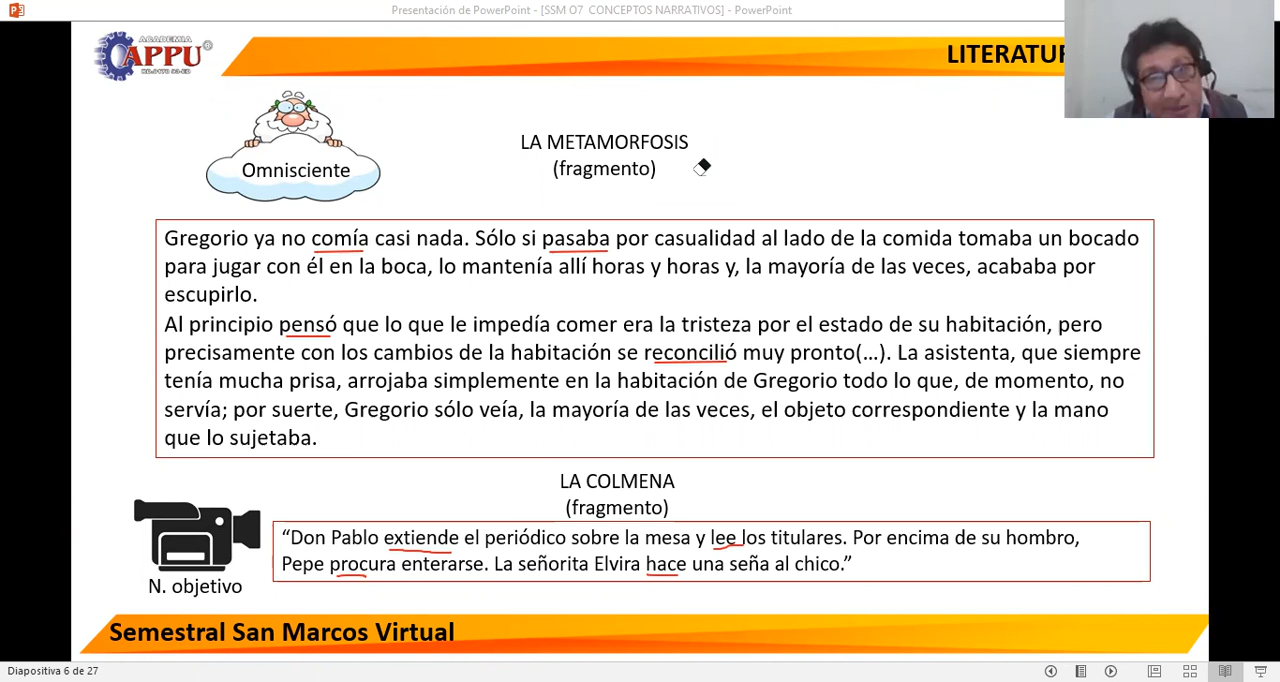 Presentación de PowerPoint - [SSM O7 CONCEPTOS NARRATIVOS] - PowerPoint
ACADEMIA
APPU
LITERATUR
Omnisciente
LA METAMORFOSIS
(fragmento)
Gregorio ya no comía casi nada. Sólo si pasaba por casualidad al lado de la comida tomaba un bocado
para jugar con él en la boca, lo mantenía allí horas y horas y, la mayoría de las veces, acababa por
escupirlo.
Al principio pensó que lo que le impedía comer era la tristeza por el estado de su habitación, pero
precisamente con los cambios de la habitación se reconcilió muy pronto(...). La asistenta, que siempre
tenía mucha prisa, arrojaba simplemente en la habitación de Gregorio todo lo que, de momento, no
servía; por suerte, Gregorio sólo veía, la mayoría de las veces, el objeto correspondiente y la mano
que lo sujetaba.
LA COLMENA
(fragmento)
“Don Pablo extiende el periódico sobre la mesa y lee los titulares. Por encima de su hombro,
Pepe procura enterarse. La señorita Elvira hace una seña al chico.”
N. objetivo
Semestral San Marcos Virtual
Diapositiva 6 de 27